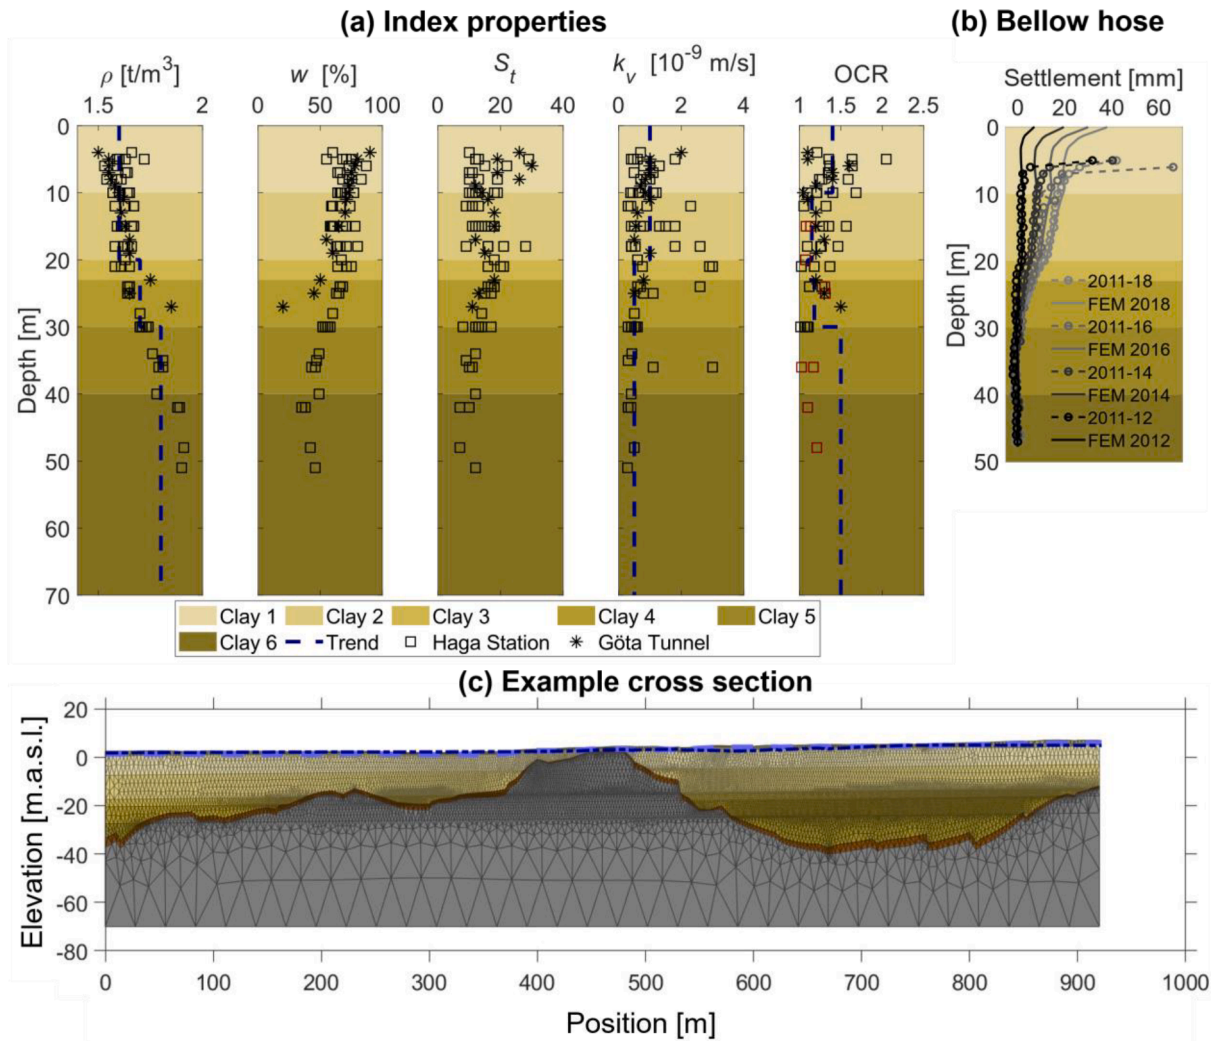 (a) Index properties
(b) Bellow hose
ρ [t/m³]
w [%]
S_t
k_v [10⁻⁹ m/s]
OCR
Settlement [mm]
1.5 2
0 50 100
0 20 40
0 2 4
1 1.5 2 2.5
0 20 40 60
0
10
20
30
40
50
60
70
Depth [m]
0
10
20
30
40
50
Depth [m]
2011-18
FEM 2018
2011-16
FEM 2016
2011-14
FEM 2014
2011-12
FEM 2012
Clay 1 Clay 2 Clay 3 Clay 4 Clay 5
Clay 6 Trend Haga Station Göta Tunnel
(c) Example cross section
20
0
-20
-40
-60
-80
Elevation [m.a.s.l.]
0 100 200 300 400 500 600 700 800 900 1000
Position [m]